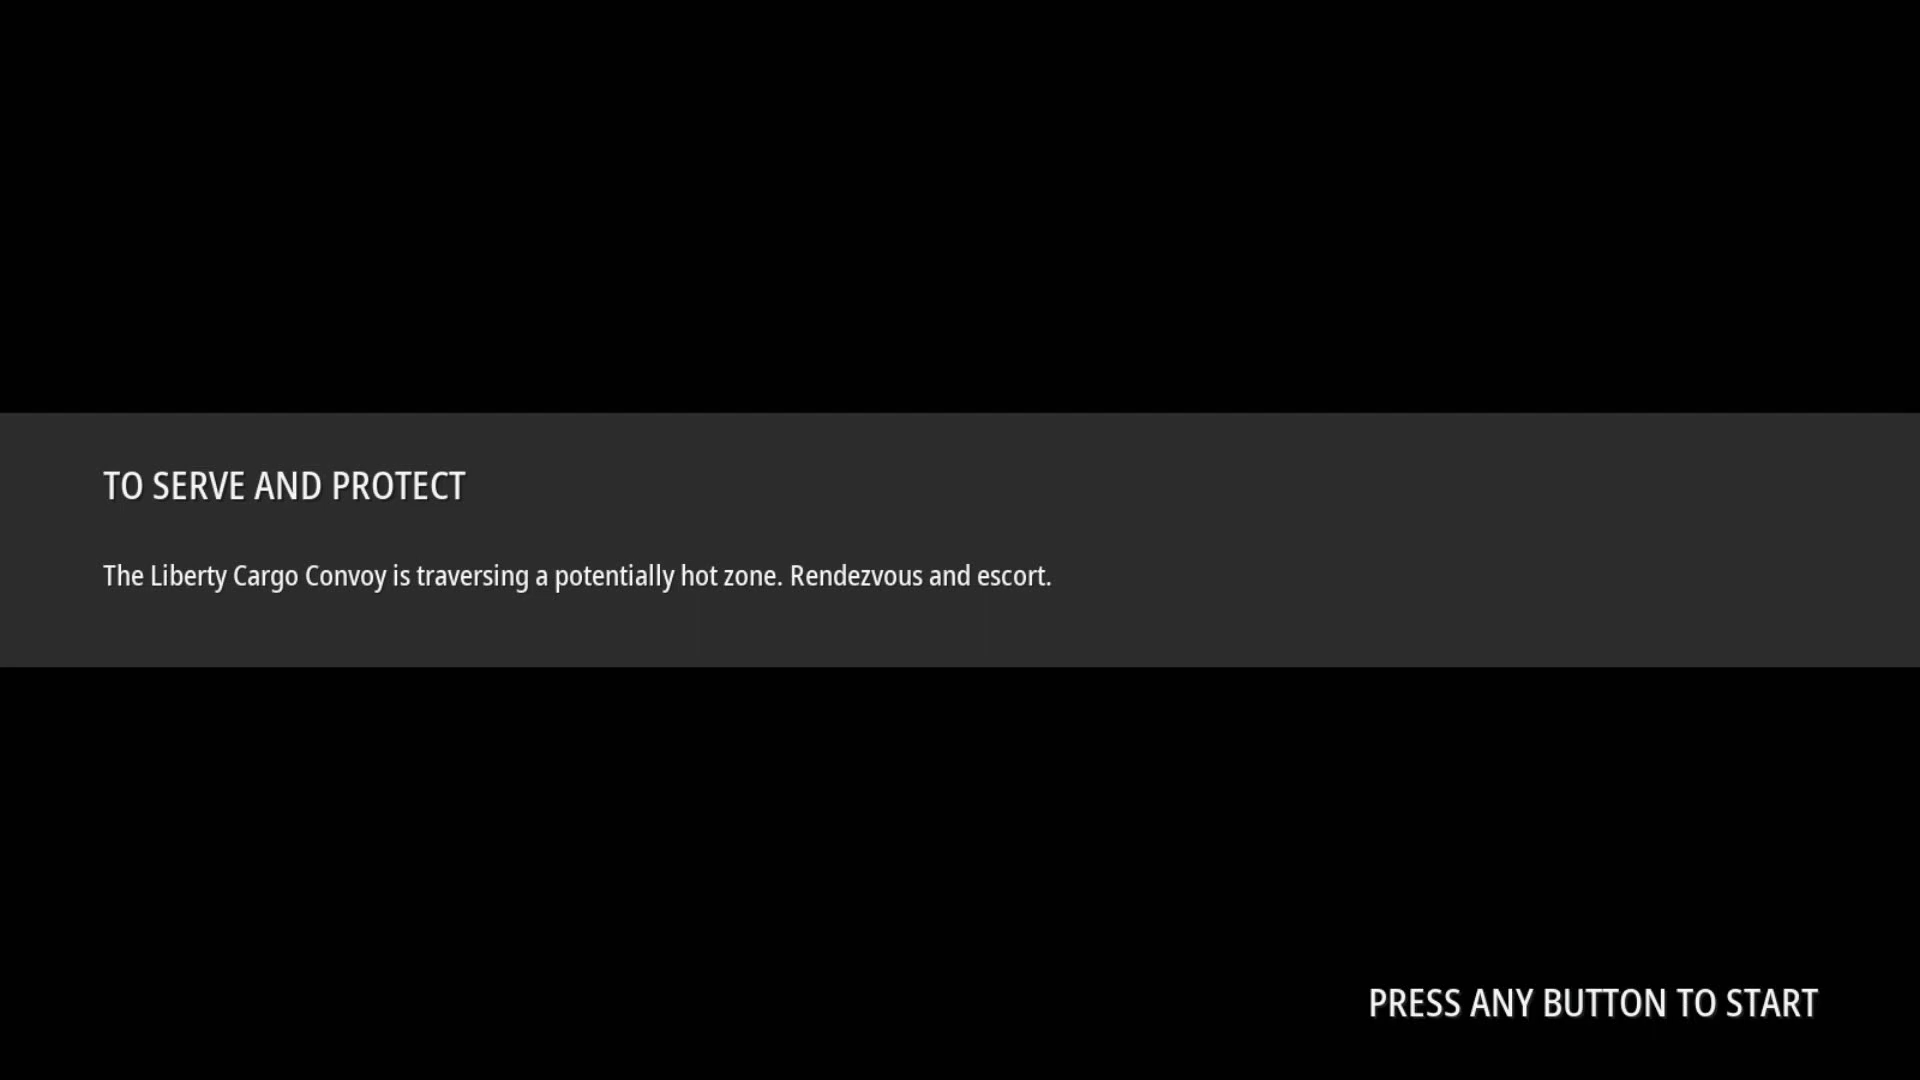 TO SERVE AND PROTECT
The Liberty Cargo Convoy is traversing a potentially hot zone. Rendezvous and escort.
PRESS ANY BUTTON TO START